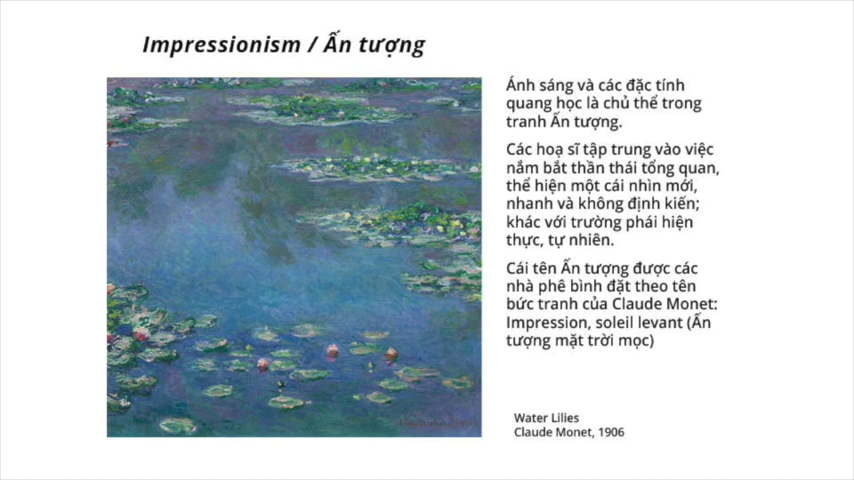 Impressionism / Ấn tượng
Ánh sáng và các đặc tính
quang học là chủ thể trong
tranh Ấn tượng.
Các hoạ sĩ tập trung vào việc
nắm bắt thần thái tổng quan,
thể hiện một cái nhìn mới,
nhanh và không định kiến;
khác với trường phái hiện
thực, tự nhiên.
Cái tên Ấn tượng được các
nhà phê bình đặt theo tên
bức tranh của Claude Monet:
Impression, soleil levant (Ấn
tượng mặt trời mọc)
Water Lilies
Claude Monet, 1906